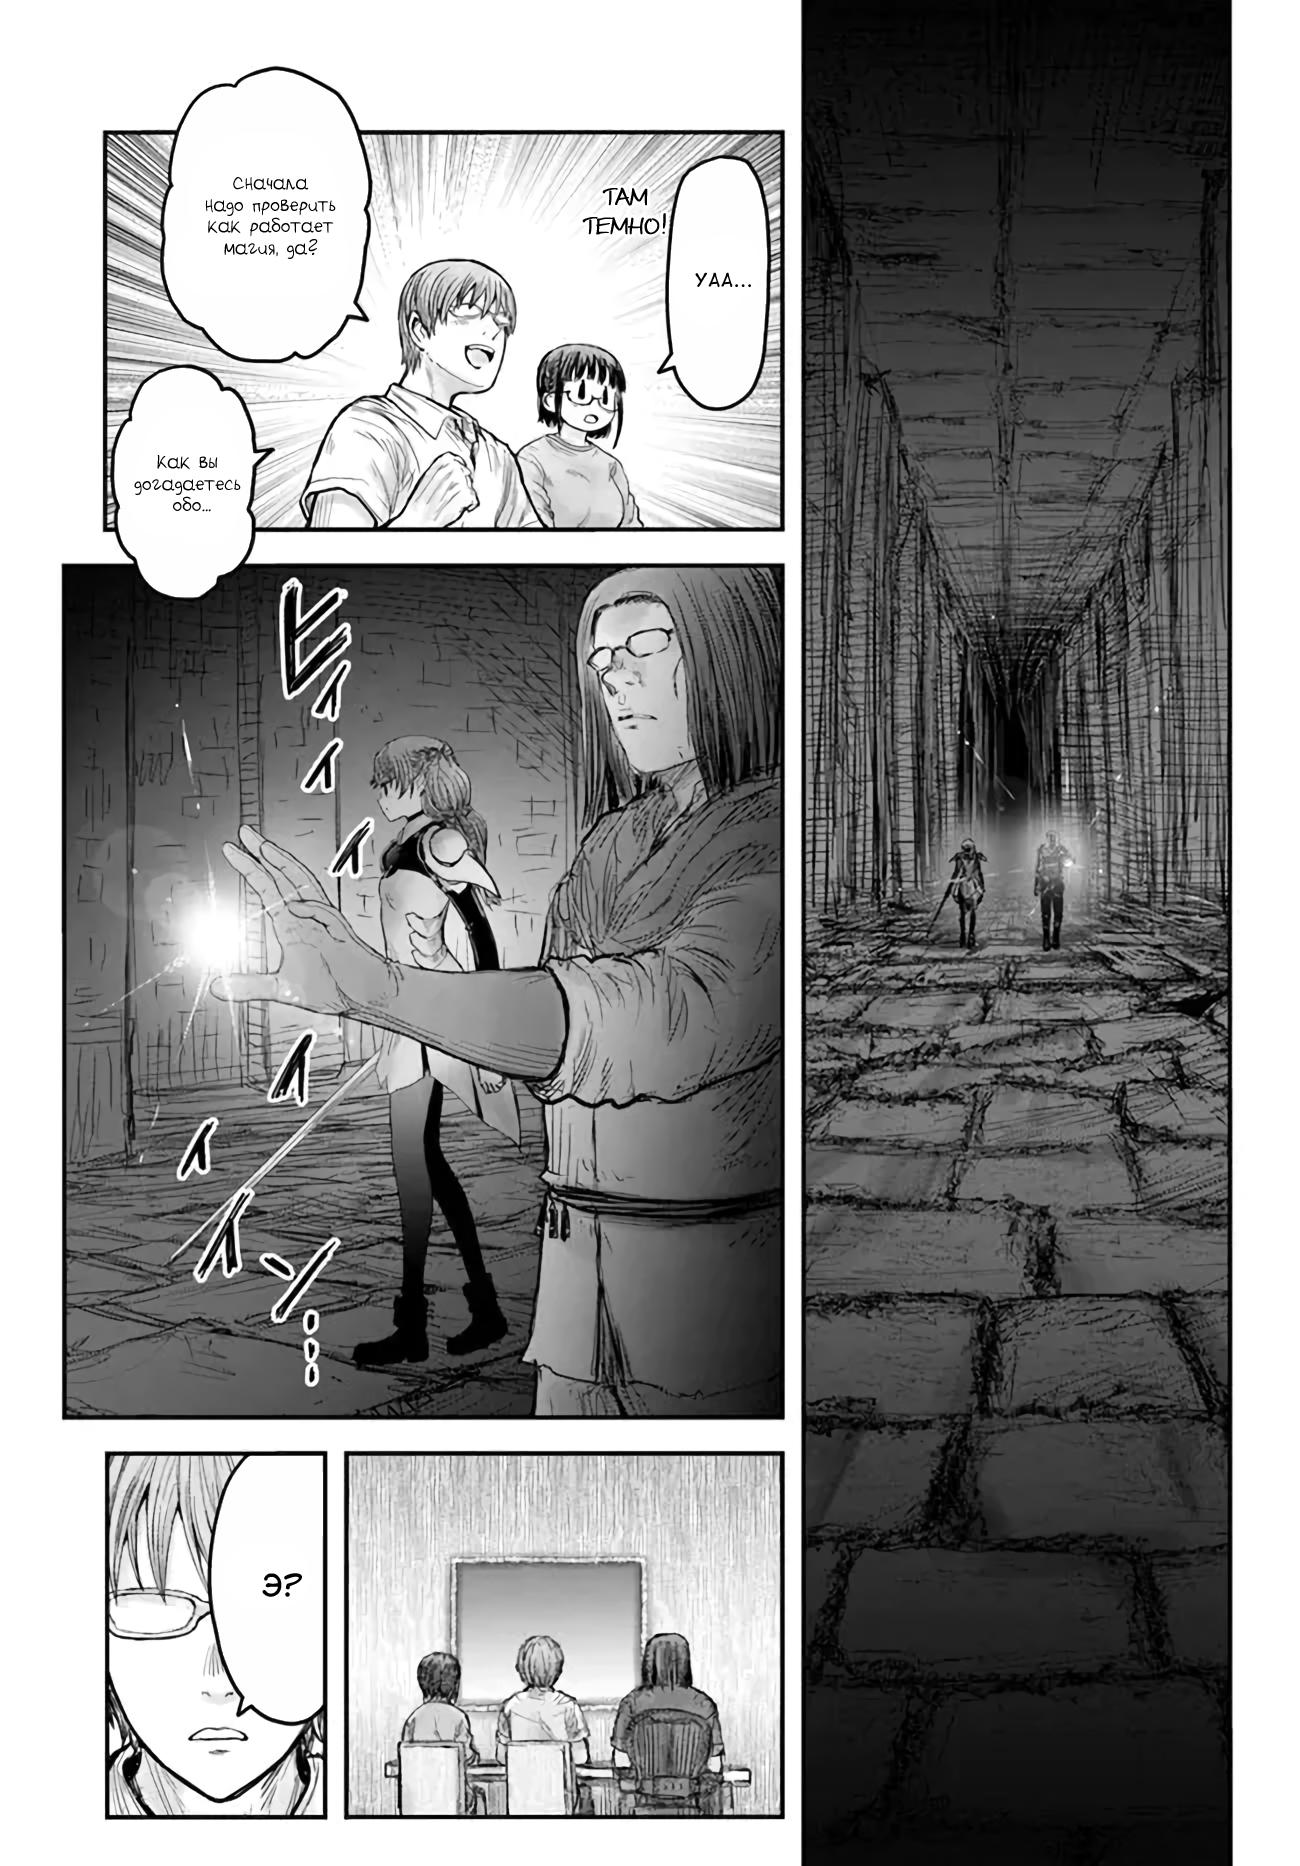 УАА...
ТАМ
ТЕМНО!
Сначала
надо проверить
как работает
магия, да?
Как вы
догадаетесь
обо...
ヒィイイイイイイン…
Э?